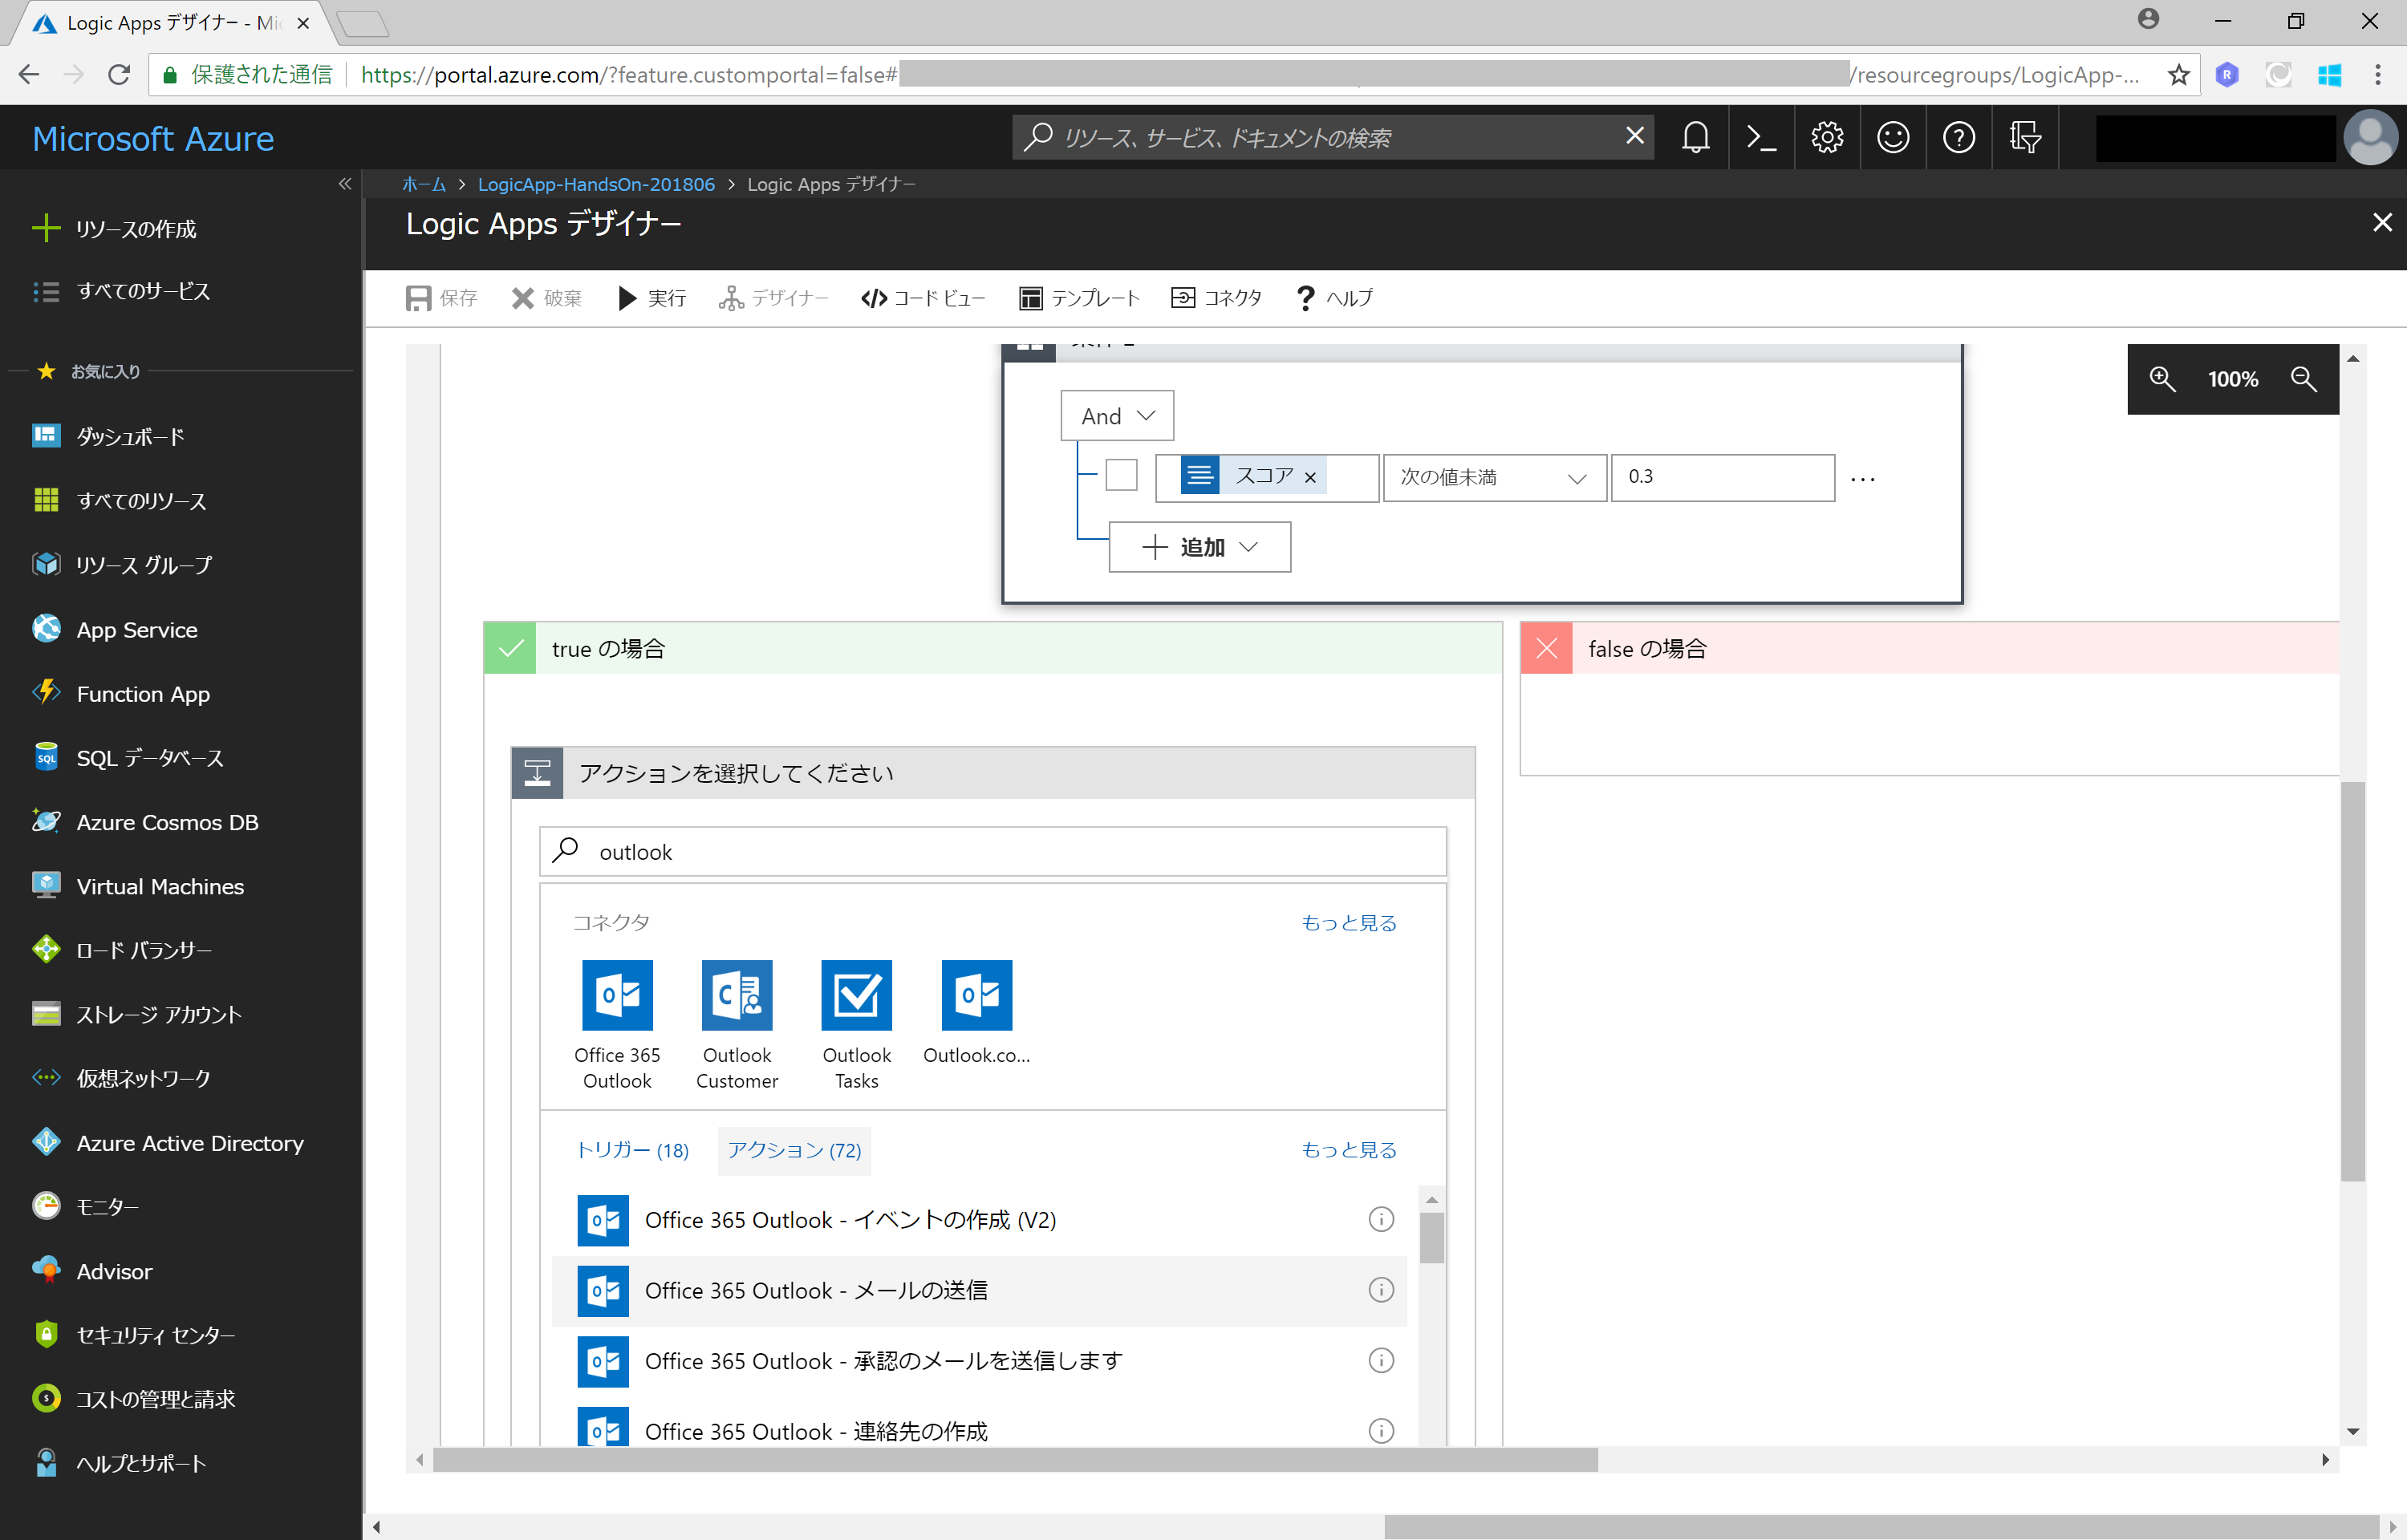 Logic Apps デザイナー - Mi
保護された通信
https://portal.azure.com/?feature.customportal=false#
/resourcegroups/LogicApp-...
R
Microsoft Azure
リソース、サービス、ドキュメントの検索
ホーム > LogicApp-HandsOn-201806 > Logic Apps デザイナー
Logic Apps デザイナー
リソースの作成
すべてのサービス
お気に入り
ダッシュボード
すべてのリソース
リソース グループ
App Service
Function App
SQL データベース
Azure Cosmos DB
Virtual Machines
ロード バランサー
ストレージ アカウント
仮想ネットワーク
Azure Active Directory
モニター
Advisor
セキュリティ センター
コストの管理と請求
ヘルプとサポート
保存 破棄 実行 デザイナー コード ビュー テンプレート コネクタ ヘルプ
100%
And
スコア × 次の値未満 0.3 ...
追加
true の場合
false の場合
アクションを選択してください
outlook
コネクタ もっと見る
Office 365 Outlook
Outlook Customer
Outlook Tasks
Outlook.co...
トリガー (18) アクション (72) もっと見る
Office 365 Outlook - イベントの作成 (V2)
Office 365 Outlook - メールの送信
Office 365 Outlook - 承認のメールを送信します
Office 365 Outlook - 連絡先の作成